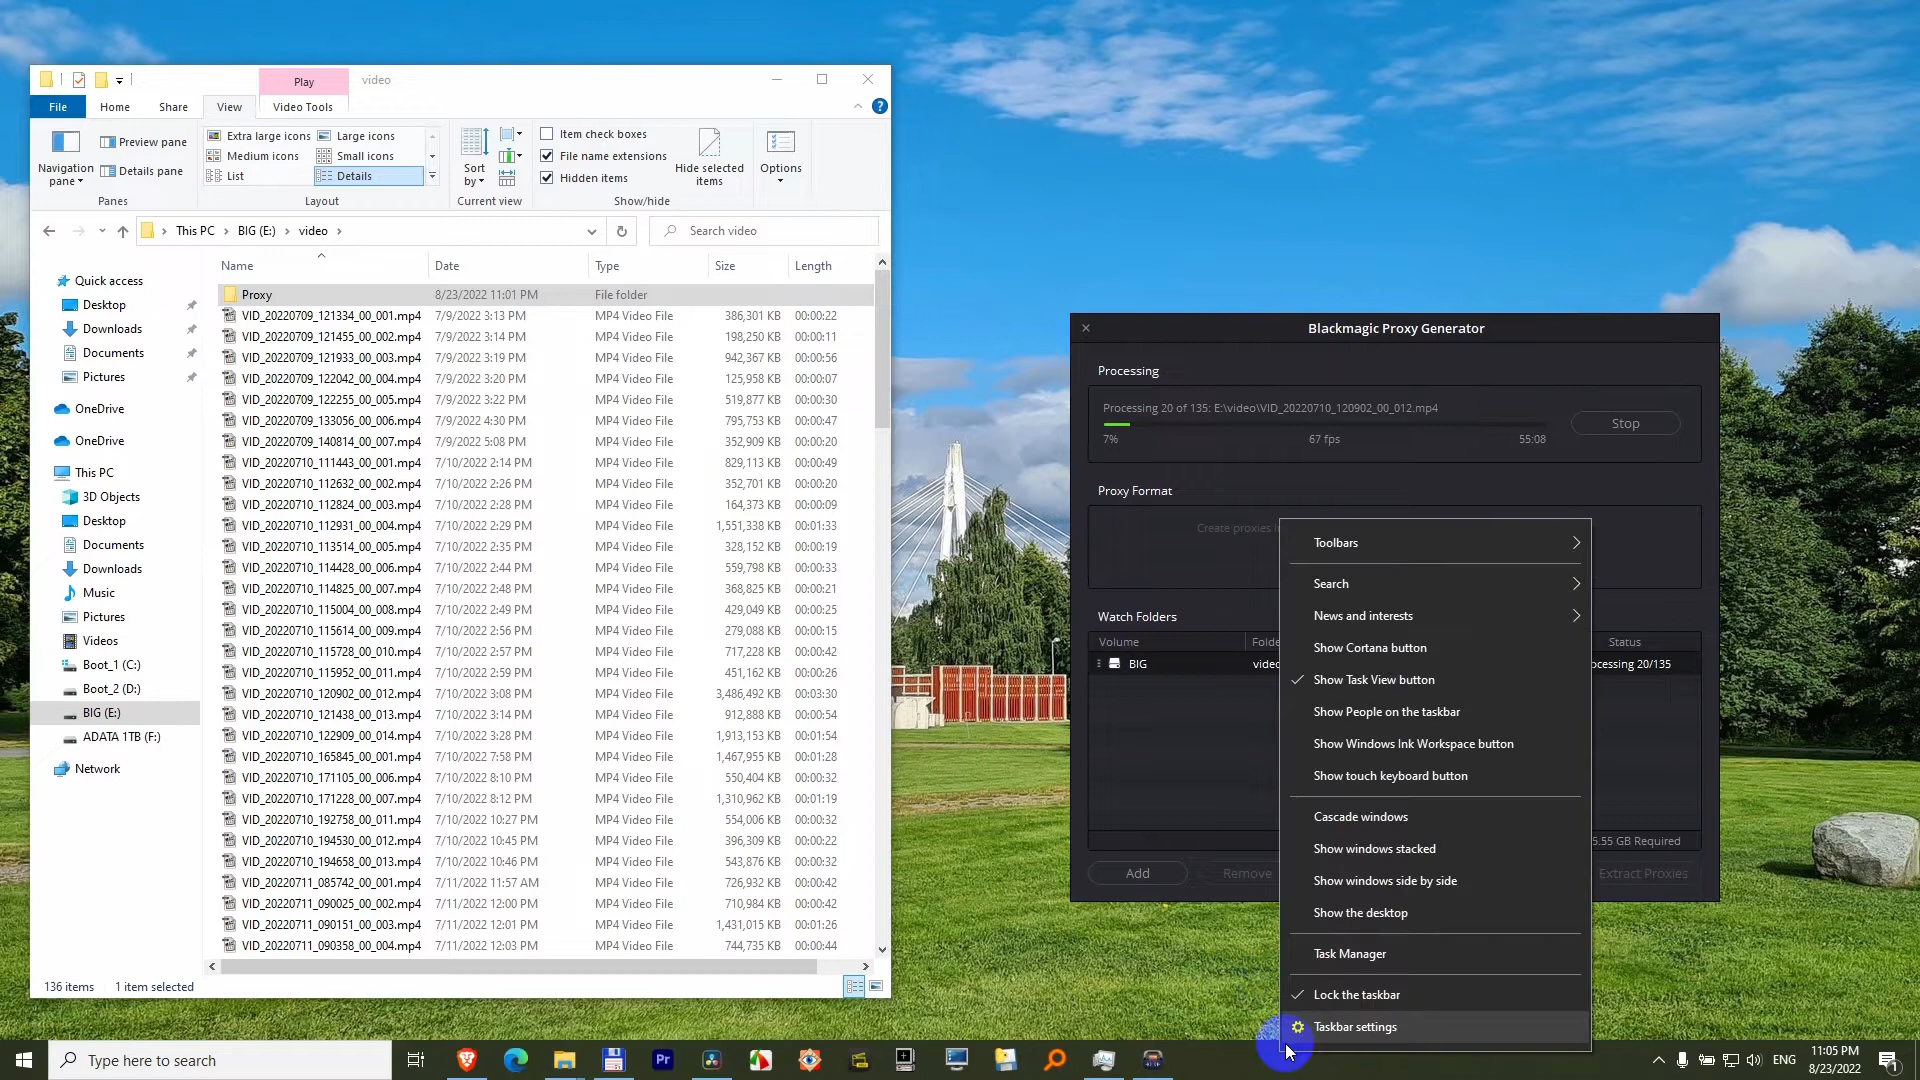 Play
video
File
Home
Share
View
Video Tools
Navigation pane
Preview pane
Details pane
Panes
Extra large icons
Large icons
Medium icons
Small icons
List
Details
Layout
Sort by
Current view
Item check boxes
File name extensions
Hidden items
Hide selected items
Show/hide
Options
This PC
BIG (E:)
video
Search video
Name
Date
Type
Size
Length
Quick access
Desktop
Downloads
Documents
Pictures
OneDrive
OneDrive
This PC
3D Objects
Desktop
Documents
Downloads
Music
Pictures
Videos
Boot_1 (C:)
Boot_2 (D:)
BIG (E:)
ADATA 1TB (F:)
Network
Proxy 8/23/2022 11:01 PM File folder
VID_20220709_121334_00_001.mp4 7/9/2022 3:13 PM MP4 Video File 386,301 KB 00:00:22
VID_20220709_121455_00_002.mp4 7/9/2022 3:14 PM MP4 Video File 198,250 KB 00:00:11
VID_20220709_121933_00_003.mp4 7/9/2022 3:19 PM MP4 Video File 942,367 KB 00:00:56
VID_20220709_122042_00_004.mp4 7/9/2022 3:20 PM MP4 Video File 125,958 KB 00:00:07
VID_20220709_122255_00_005.mp4 7/9/2022 3:22 PM MP4 Video File 519,877 KB 00:00:30
VID_20220709_133056_00_006.mp4 7/9/2022 4:30 PM MP4 Video File 795,753 KB 00:00:47
VID_20220709_140814_00_007.mp4 7/9/2022 5:08 PM MP4 Video File 352,909 KB 00:00:20
VID_20220710_111443_00_001.mp4 7/10/2022 2:14 PM MP4 Video File 829,113 KB 00:00:49
VID_20220710_112632_00_002.mp4 7/10/2022 2:26 PM MP4 Video File 352,701 KB 00:00:20
VID_20220710_112824_00_003.mp4 7/10/2022 2:28 PM MP4 Video File 164,373 KB 00:00:09
VID_20220710_112931_00_004.mp4 7/10/2022 2:29 PM MP4 Video File 1,551,338 KB 00:01:33
VID_20220710_113514_00_005.mp4 7/10/2022 2:35 PM MP4 Video File 328,152 KB 00:00:19
VID_20220710_114428_00_006.mp4 7/10/2022 2:44 PM MP4 Video File 559,798 KB 00:00:33
VID_20220710_114825_00_007.mp4 7/10/2022 2:48 PM MP4 Video File 368,825 KB 00:00:21
VID_20220710_115004_00_008.mp4 7/10/2022 2:49 PM MP4 Video File 429,049 KB 00:00:25
VID_20220710_115614_00_009.mp4 7/10/2022 2:56 PM MP4 Video File 279,088 KB 00:00:15
VID_20220710_115728_00_010.mp4 7/10/2022 2:57 PM MP4 Video File 717,228 KB 00:00:42
VID_20220710_115952_00_011.mp4 7/10/2022 2:59 PM MP4 Video File 451,162 KB 00:00:26
VID_20220710_120902_00_012.mp4 7/10/2022 3:08 PM MP4 Video File 3,486,492 KB 00:03:30
VID_20220710_121438_00_013.mp4 7/10/2022 3:14 PM MP4 Video File 912,888 KB 00:00:54
VID_20220710_122909_00_014.mp4 7/10/2022 3:28 PM MP4 Video File 1,913,153 KB 00:01:54
VID_20220710_165845_00_001.mp4 7/10/2022 7:58 PM MP4 Video File 1,467,955 KB 00:01:28
VID_20220710_171105_00_006.mp4 7/10/2022 8:10 PM MP4 Video File 550,404 KB 00:00:32
VID_20220710_171228_00_007.mp4 7/10/2022 8:12 PM MP4 Video File 1,310,962 KB 00:01:19
VID_20220710_192758_00_011.mp4 7/10/2022 10:27 PM MP4 Video File 554,006 KB 00:00:32
VID_20220710_194530_00_012.mp4 7/10/2022 10:45 PM MP4 Video File 396,309 KB 00:00:22
VID_20220710_194658_00_013.mp4 7/10/2022 10:46 PM MP4 Video File 543,876 KB 00:00:32
VID_20220711_085742_00_001.mp4 7/11/2022 11:57 AM MP4 Video File 726,932 KB 00:00:42
VID_20220711_090025_00_002.mp4 7/11/2022 12:00 PM MP4 Video File 710,984 KB 00:00:42
VID_20220711_090151_00_003.mp4 7/11/2022 12:01 PM MP4 Video File 1,431,015 KB 00:01:26
VID_20220711_090358_00_004.mp4 7/11/2022 12:03 PM MP4 Video File 744,735 KB 00:00:44
136 items
1 item selected
Blackmagic Proxy Generator
Processing
Processing 20 of 135: E:\video\VID_20220710_120902_00_012.mp4
7%
67 fps
55:08
Stop
Proxy Format
Create proxies
Watch Folders
Volume
Folde
Status
BIG
video
ocessing 20/135
5.55 GB Required
Add
Remove
Extract Proxies
Toolbars
Search
News and interests
Show Cortana button
Show Task View button
Show People on the taskbar
Show Windows Ink Workspace button
Show touch keyboard button
Cascade windows
Show windows stacked
Show windows side by side
Show the desktop
Task Manager
Lock the taskbar
Taskbar settings
Type here to search
Pr
ENG
11:05 PM
8/23/2022
1